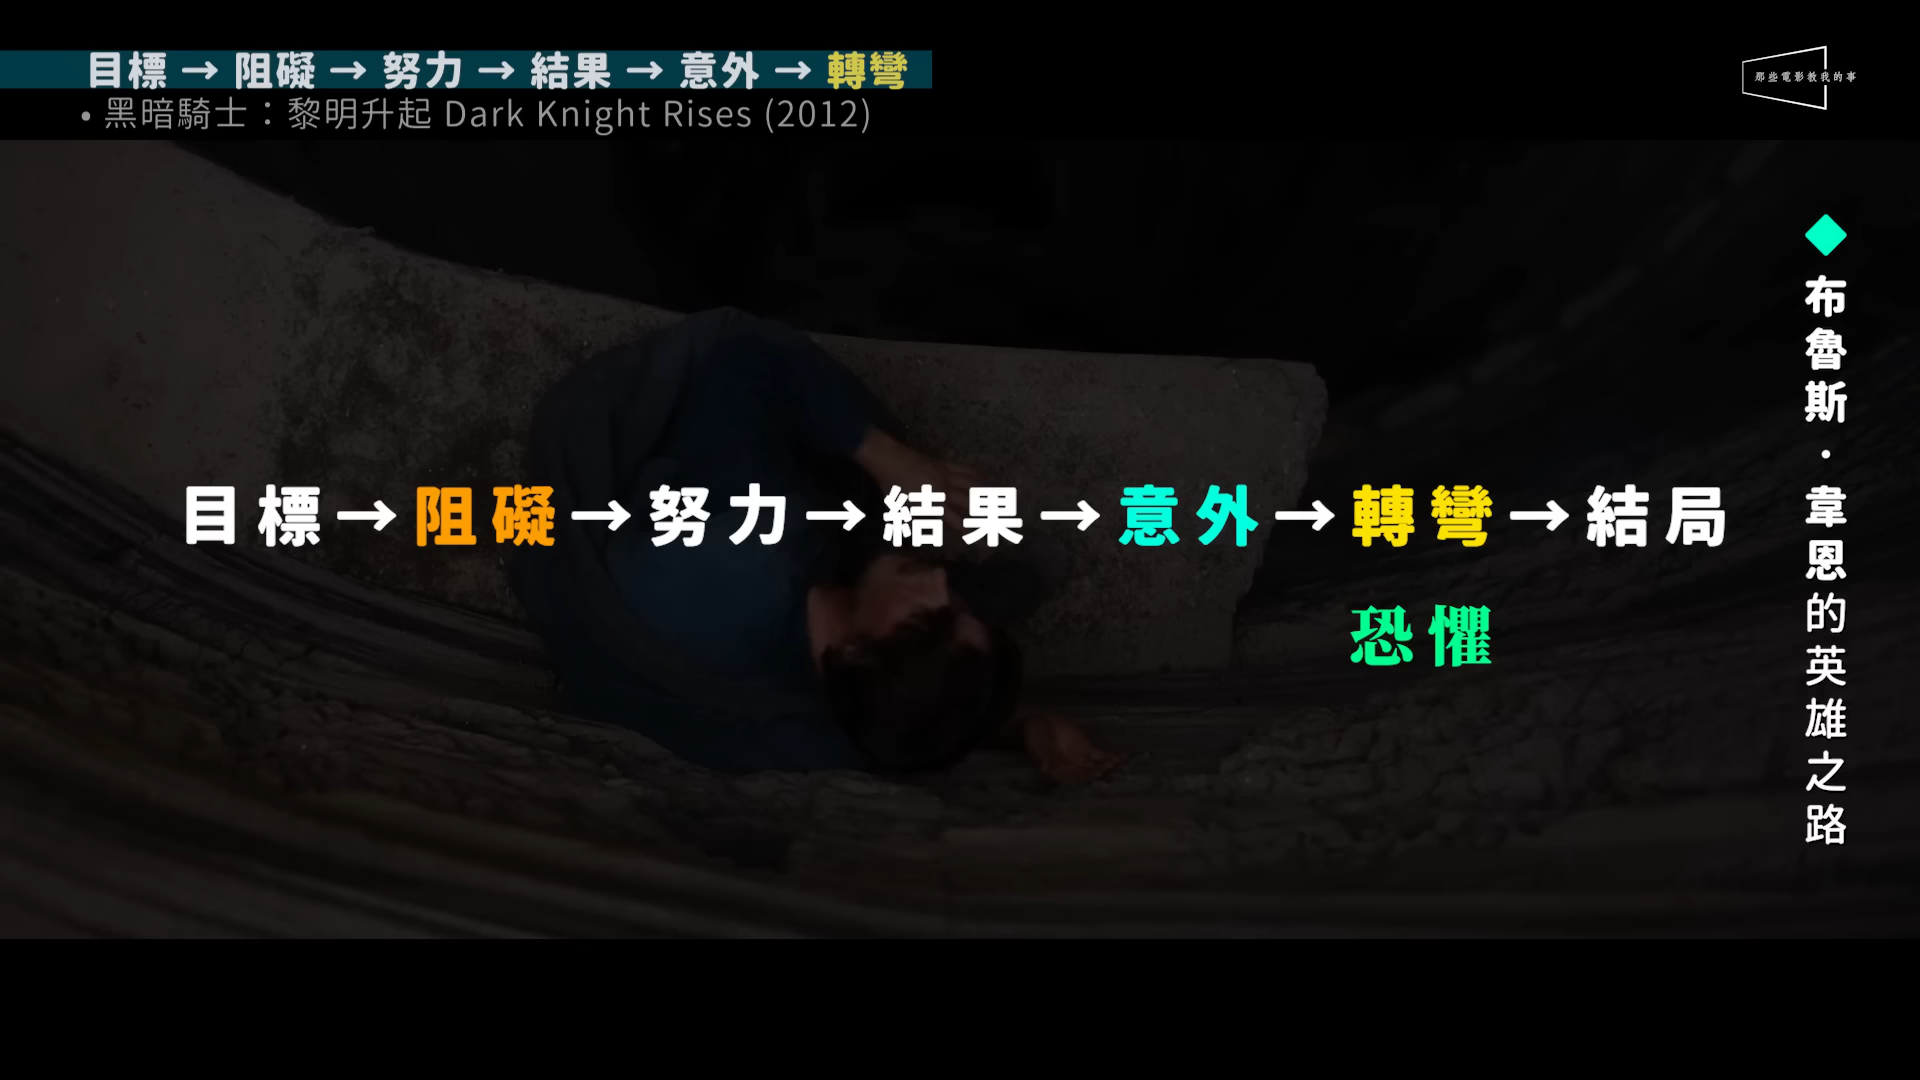 目標 → 阻礙 → 努力 → 結果 → 意外 → 轉彎
• 黑暗騎士：黎明升起 Dark Knight Rises (2012)
那些電影教我的事
目標→阻礙→努力→結果→意外→轉彎→結局
恐懼
◆布魯斯·韋恩的英雄之路